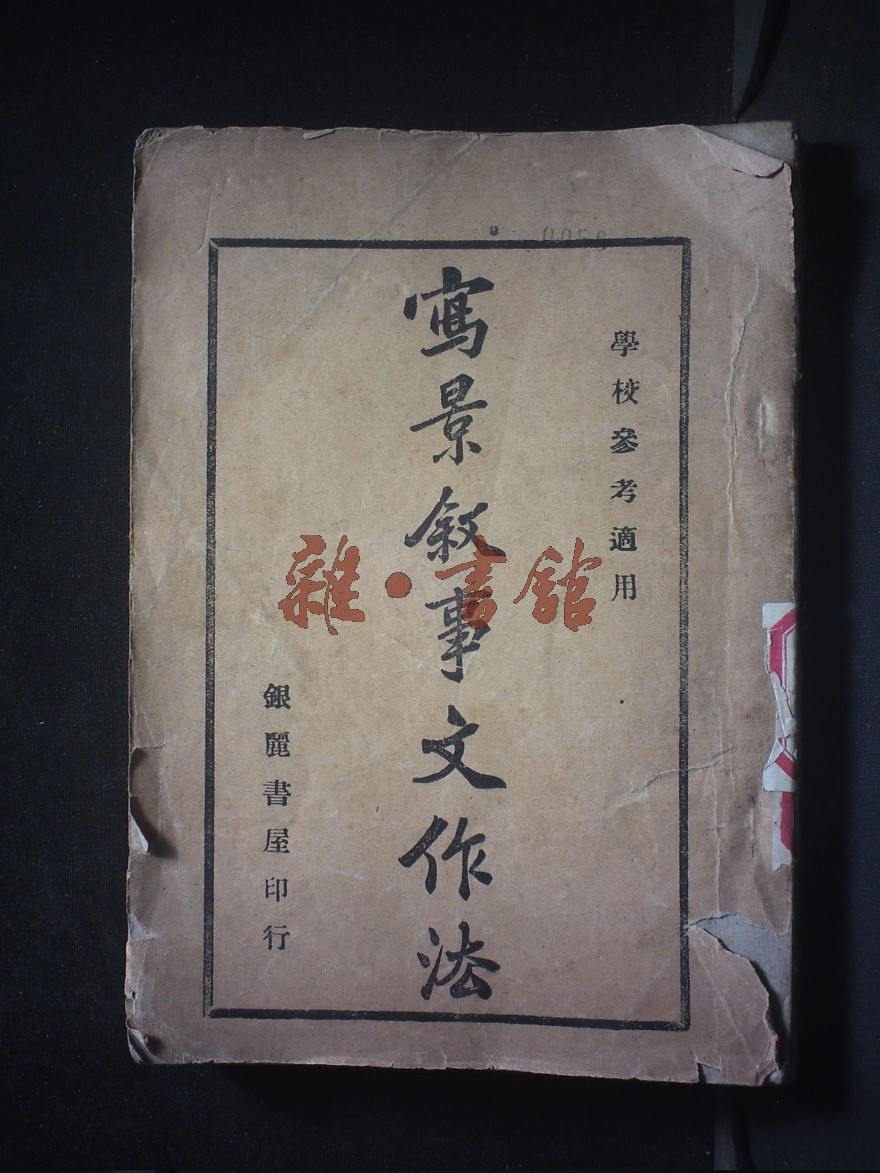 學校參考適用
寫景敘事文作法
銀麗書屋印行
雜·書館